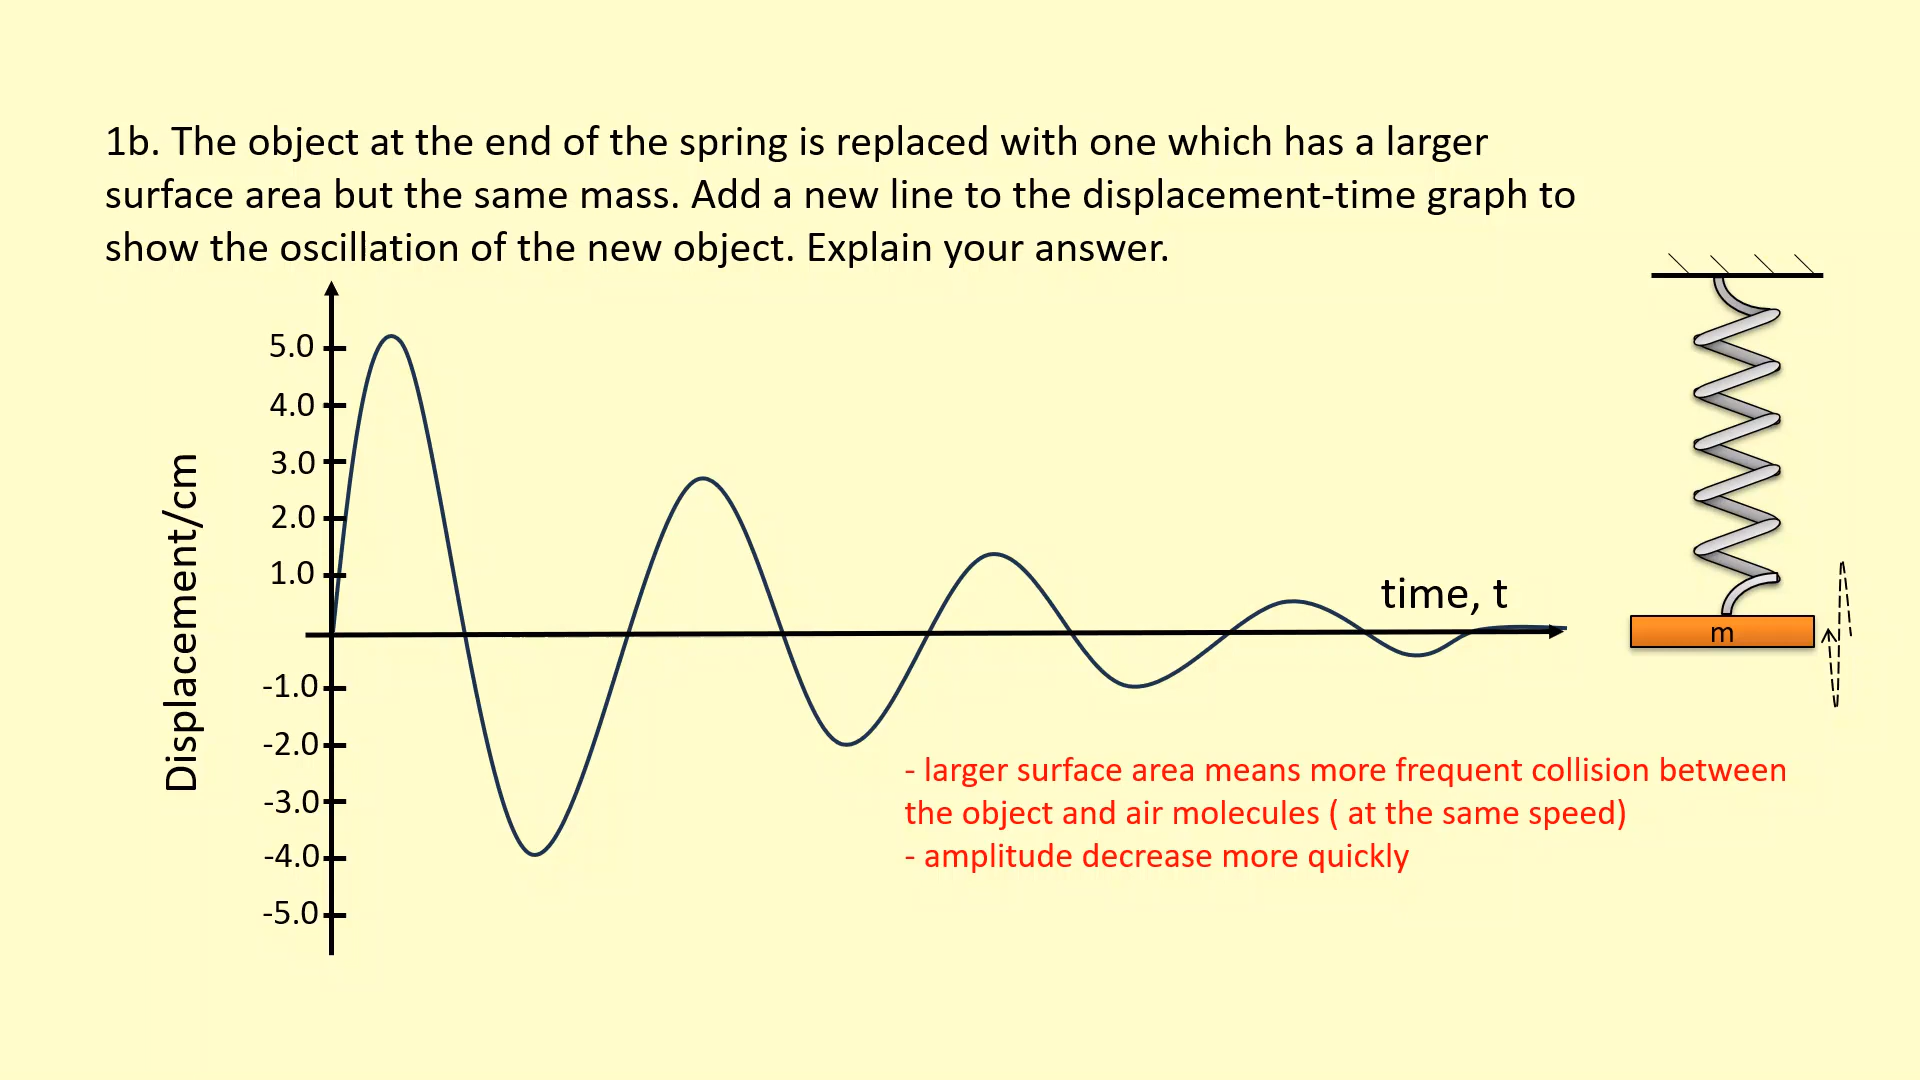 1b. The object at the end of the spring is replaced with one which has a larger
surface area but the same mass. Add a new line to the displacement-time graph to
show the oscillation of the new object. Explain your answer.
5.0
4.0
3.0
2.0
1.0
-1.0
-2.0
-3.0
-4.0
-5.0
Displacement/cm
time, t
m
- larger surface area means more frequent collision between
the object and air molecules ( at the same speed)
- amplitude decrease more quickly